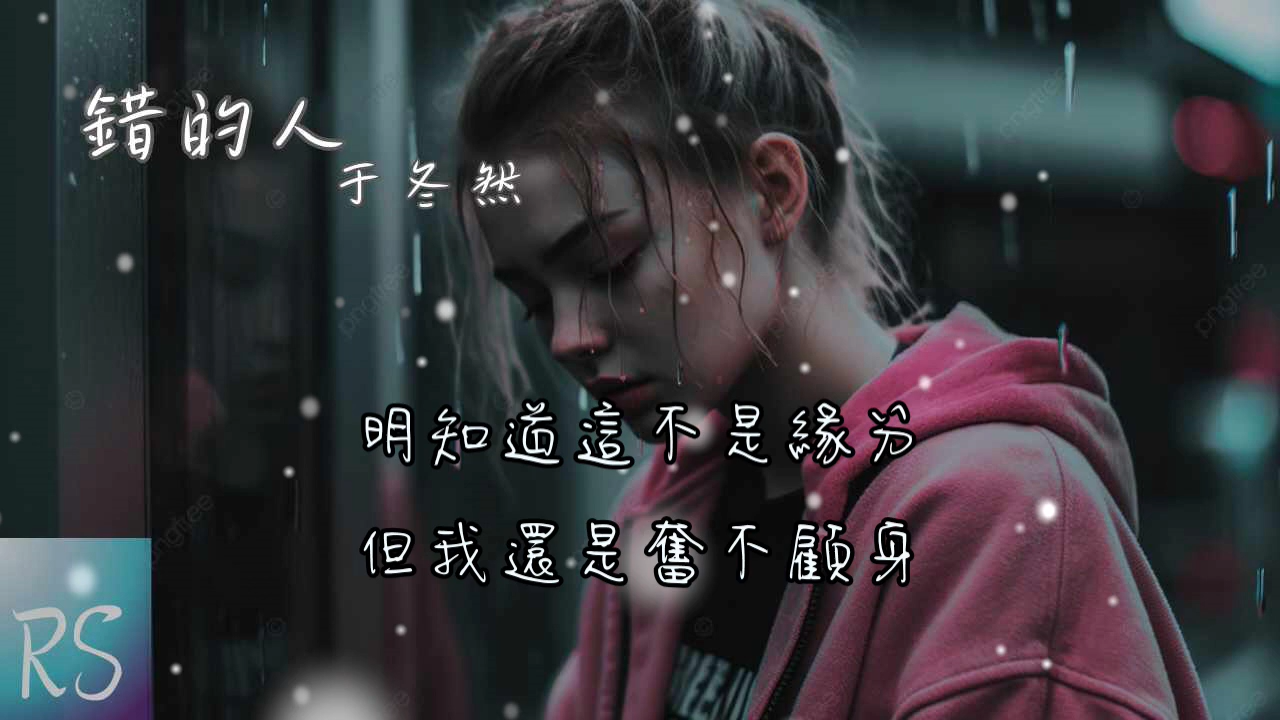 錯的人
于冬然
明知道這不是緣分
但我還是奮不顧身
RS
pngtree